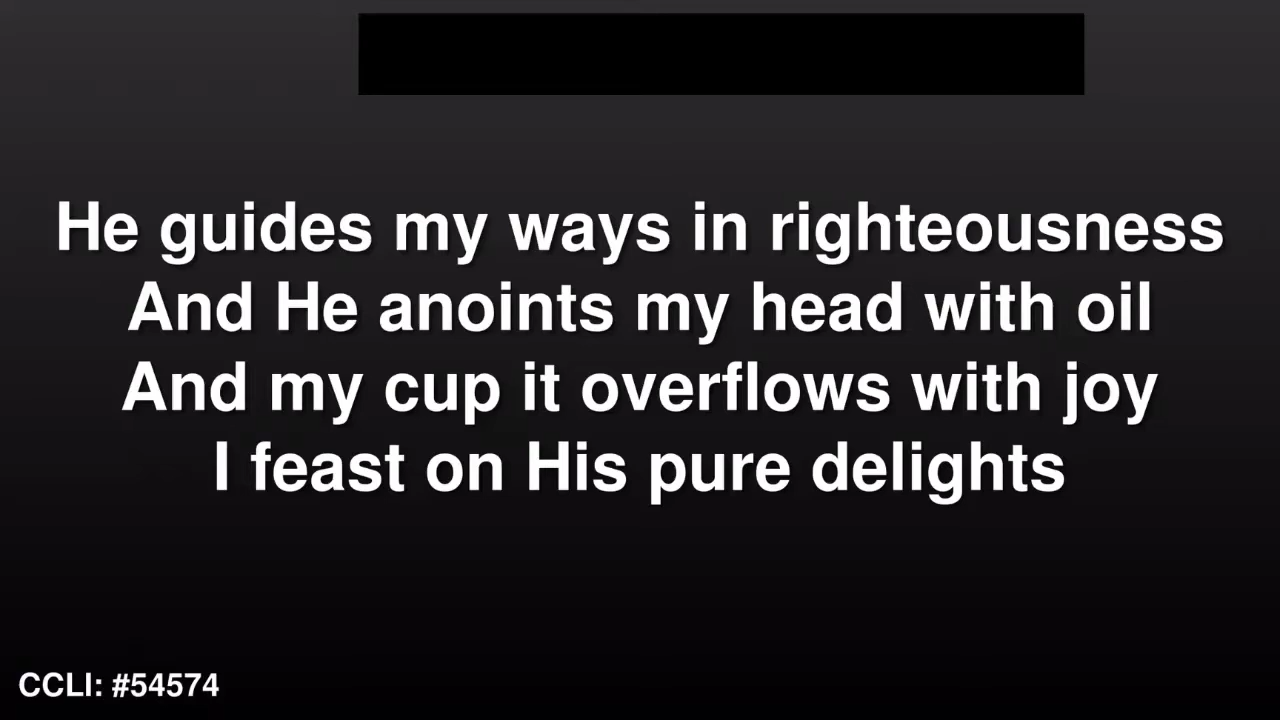 He guides my ways in righteousness
And He anoints my head with oil
And my cup it overflows with joy
I feast on His pure delights
CCLI: #54574